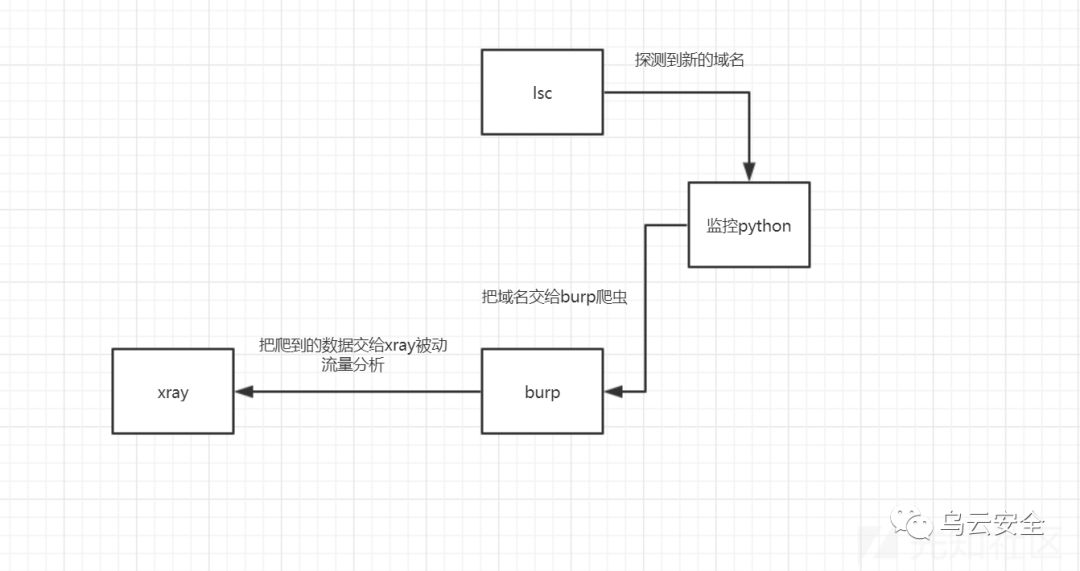 探测到新的域名
lsc
监控python
把域名交给burp爬虫
把爬到的数据交给xray被动
流量分析
xray
burp
乌云安全
先知社区